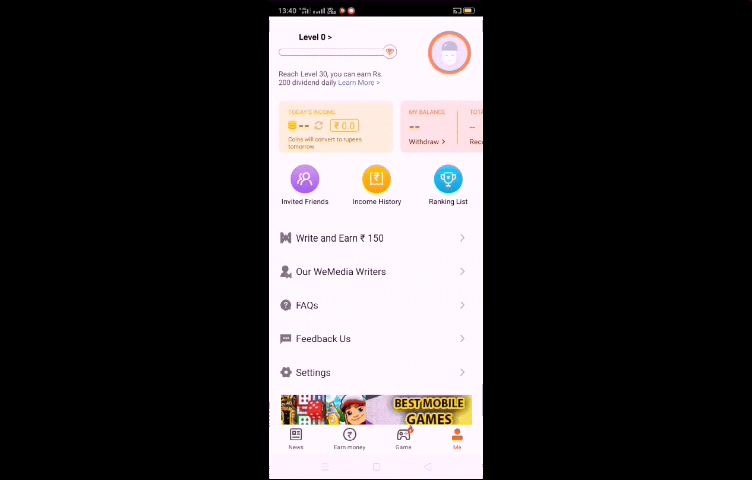 13:40
Level 0 >
Reach Level 30, you can earn Rs.
200 dividend daily Learn More >
TODAY'S INCOME
--
₹ 0.0
Coins will convert to rupees
tomorrow
MY BALANCE
--
Withdraw >
TOTA
--
Reco
Invited Friends
Income History
Ranking List
Write and Earn ₹ 150
Our WeMedia Writers
FAQs
Feedback Us
Settings
BEST MOBILE
GAMES
News
Earn money
Game
Me